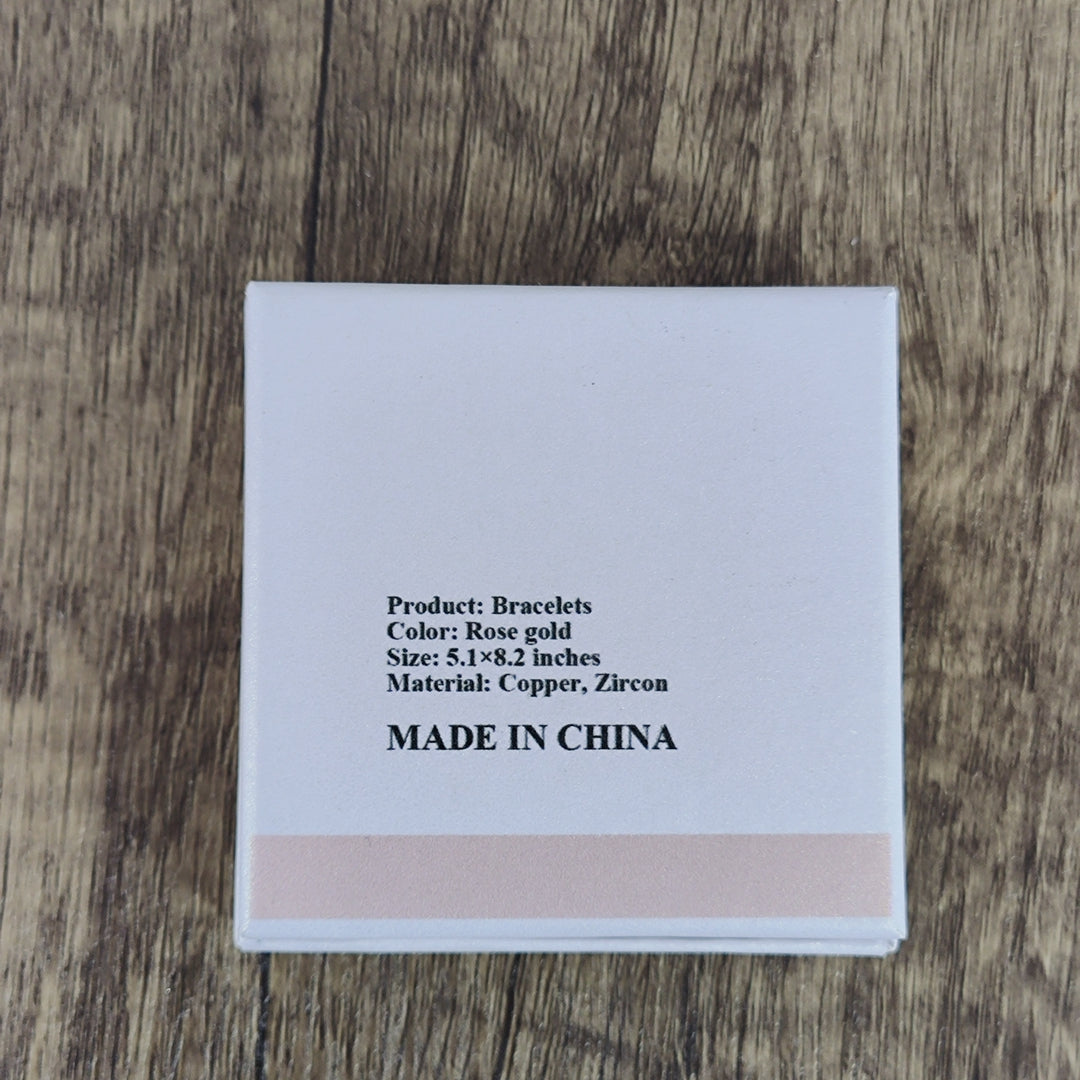 Product: Bracelets
Color: Rose gold
Size: 5.1×8.2 inches
Material: Copper, Zircon
MADE IN CHINA